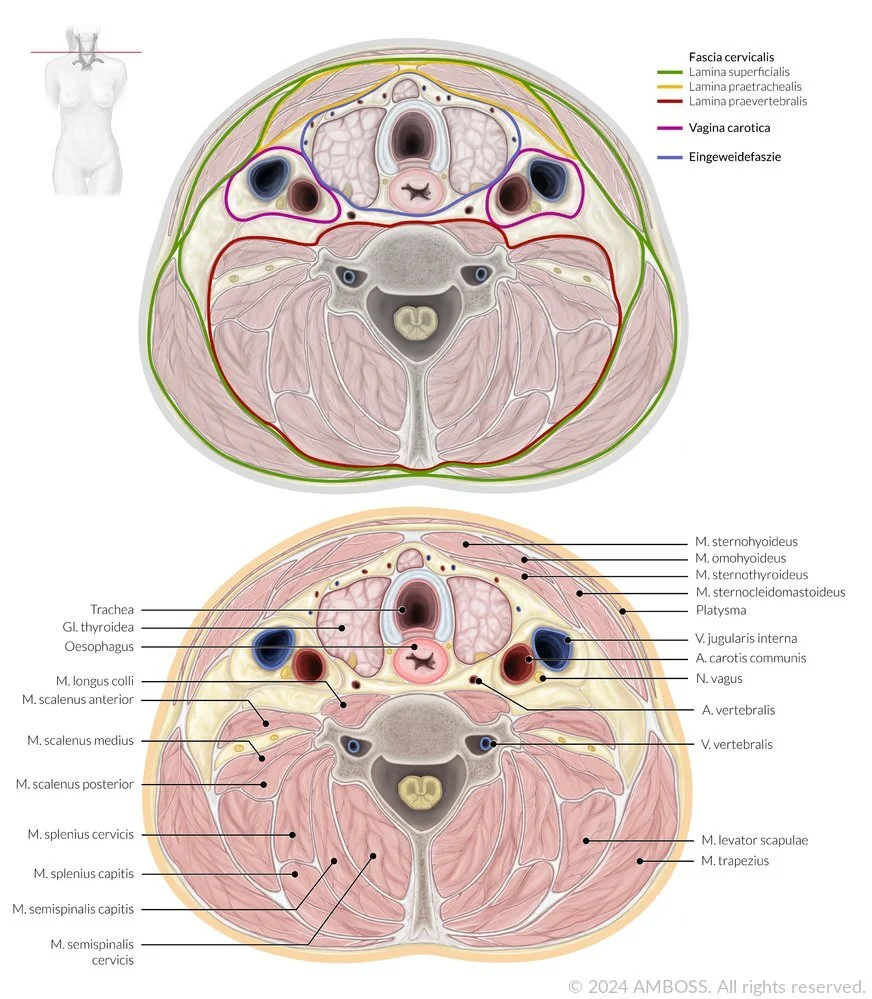 Fascia cervicalis
Lamina superficialis
Lamina praetrachealis
Lamina praevertebralis
Vagina carotica
Eingeweidefaszie
M. sternohyoideus
M. omohyoideus
M. sternothyroideus
M. sternocleidomastoideus
Platysma
Trachea
Gl. thyroidea
Oesophagus
V. jugularis interna
A. carotis communis
N. vagus
M. longus colli
M. scalenus anterior
A. vertebralis
M. scalenus medius
V. vertebralis
M. scalenus posterior
M. splenius cervicis
M. levator scapulae
M. trapezius
M. splenius capitis
M. semispinalis capitis
M. semispinalis
cervicis
© 2024 AMBOSS. All rights reserved.